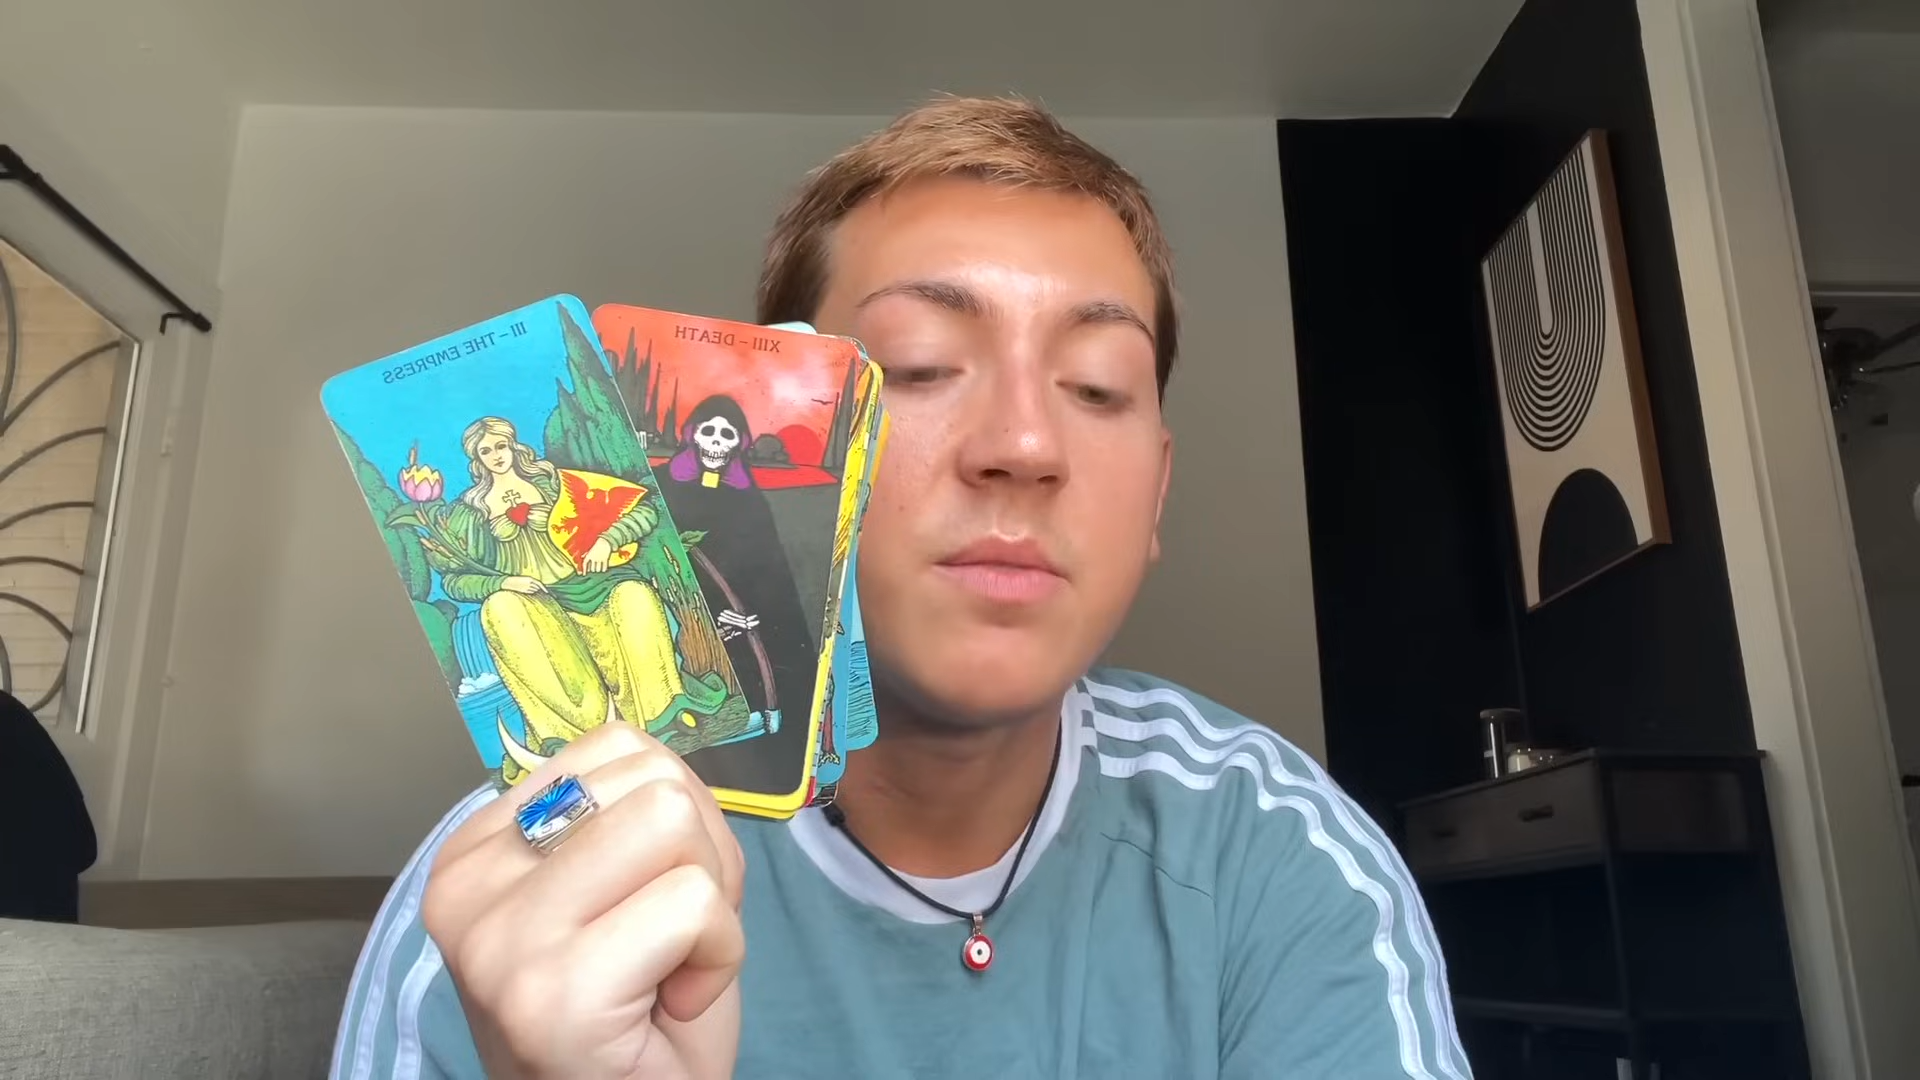 III – THE EMPRESS
XIII – DEATH